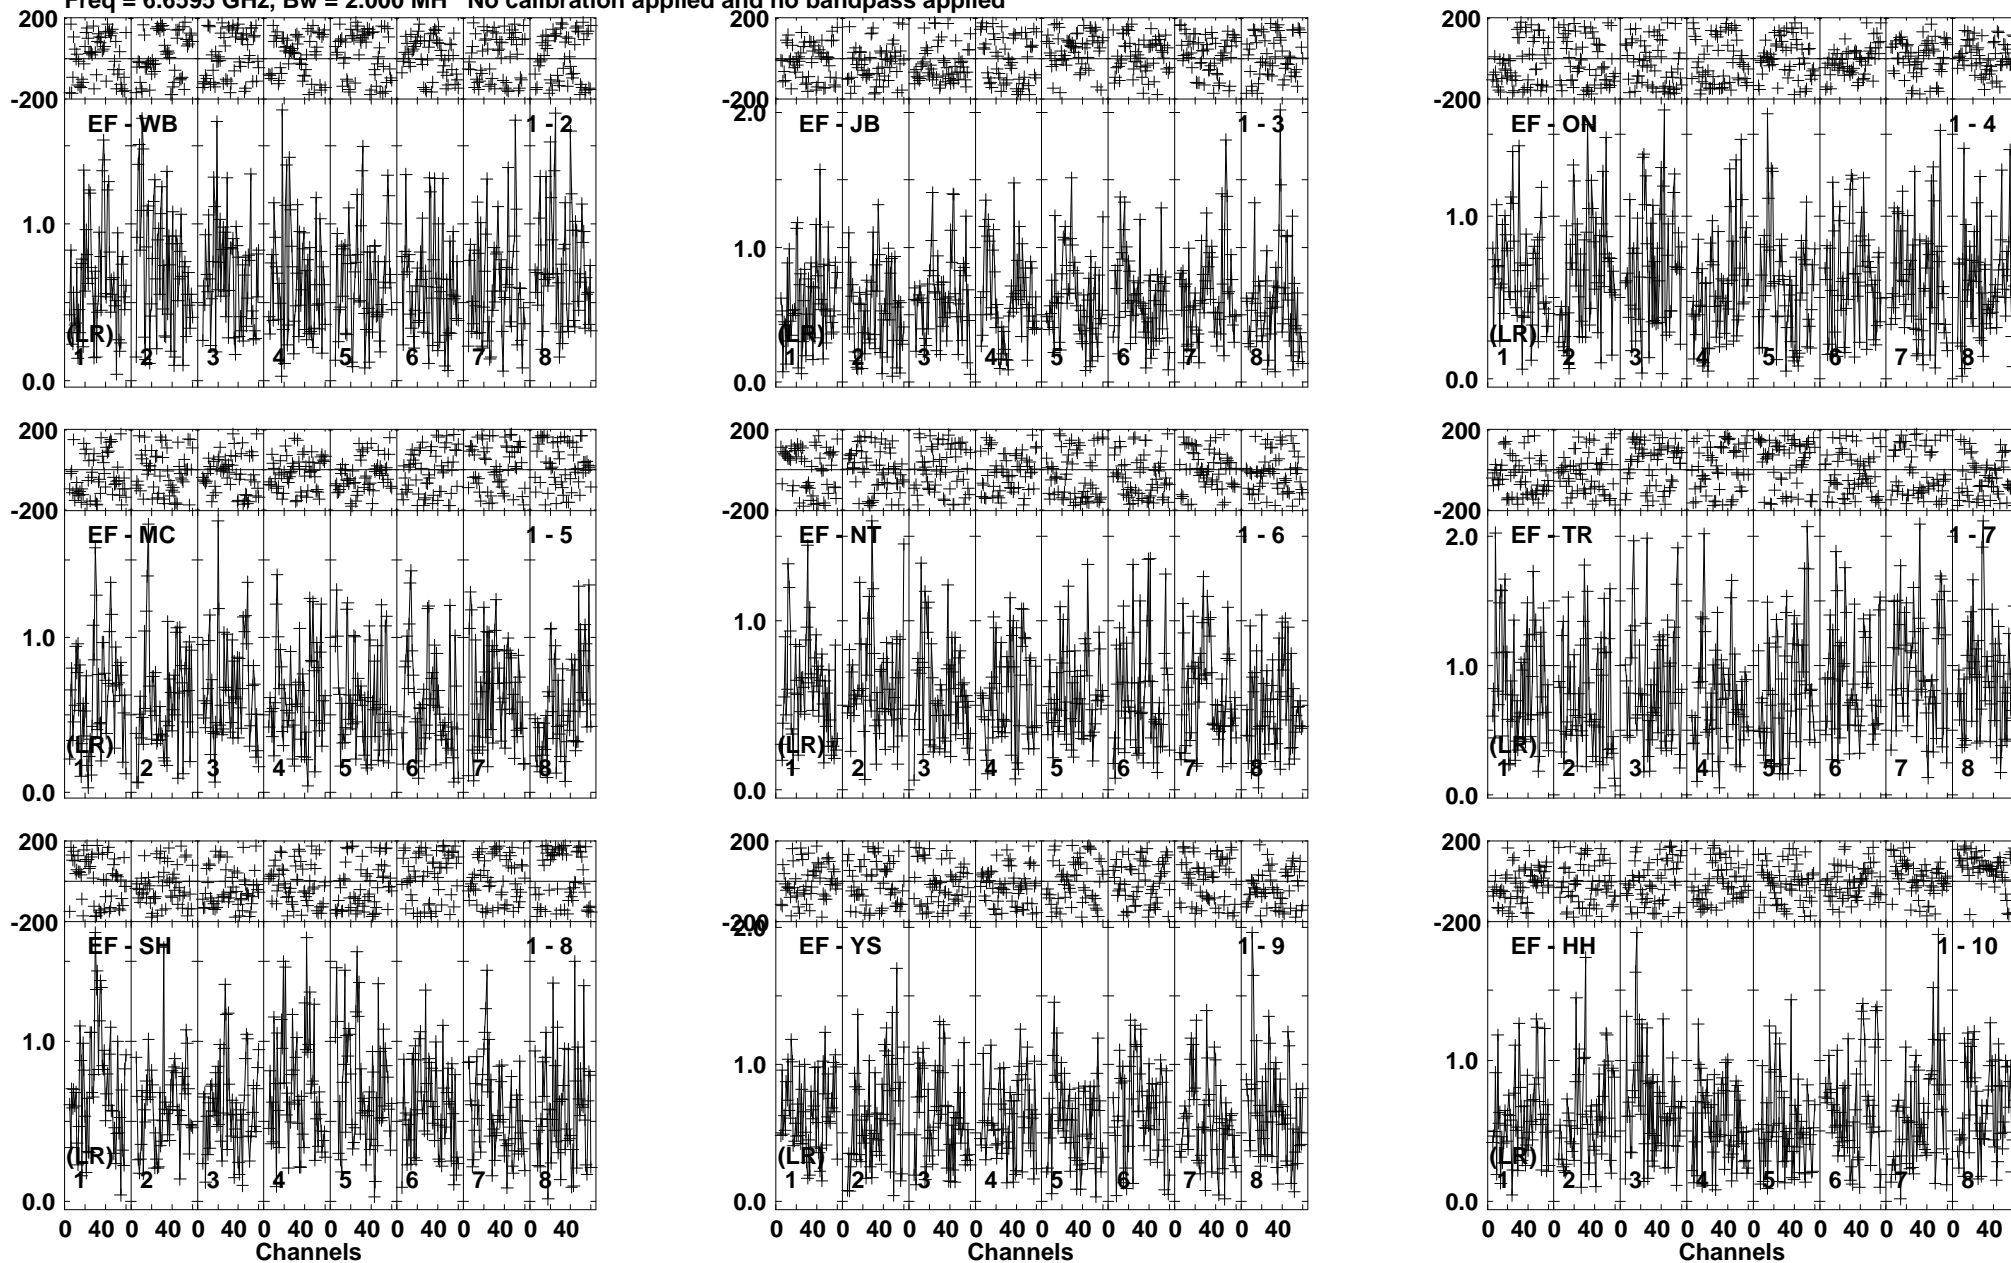 Freq = 6.6595 GHz, Bw = 2.000 MH No calibration applied and no bandpass applied
200
-200
EF - WB 1 - 2
1.0
(LR)
1 2 3 4 5 6 7 8
0.0
200
-200
2.0
EF - JB 1 - 3
1.0
(LR)
1 2 3 4 5 6 7 8
0.0
200
-200
EF - ON 1 - 4
1.0
(LR)
1 2 3 4 5 6 7 8
0.0
200
-200
EF - MC 1 - 5
1.0
(LR)
1 2 3 4 5 6 7 8
0.0
200
-200
EF - NT 1 - 6
1.0
(LR)
1 2 3 4 5 6 7 8
0.0
200
-200
2.0
EF - TR 1 - 7
1.0
(LR)
1 2 3 4 5 6 7 8
0.0
200
-200
EF - SH 1 - 8
1.0
(LR)
1 2 3 4 5 6 7 8
0.0
0 40 0 40 0 40 0 40 0 40 0 40 0 40 0 40
Channels
200
-200
2.0
EF - YS 1 - 9
1.0
(LR)
1 2 3 4 5 6 7 8
0.0
0 40 0 40 0 40 0 40 0 40 0 40 0 40 0 40
Channels
200
-200
EF - HH 1 - 10
1.0
(LR)
1 2 3 4 5 6 7 8
0.0
0 40 0 40 0 40 0 40 0 40 0 40 0 40 0 40
Channels